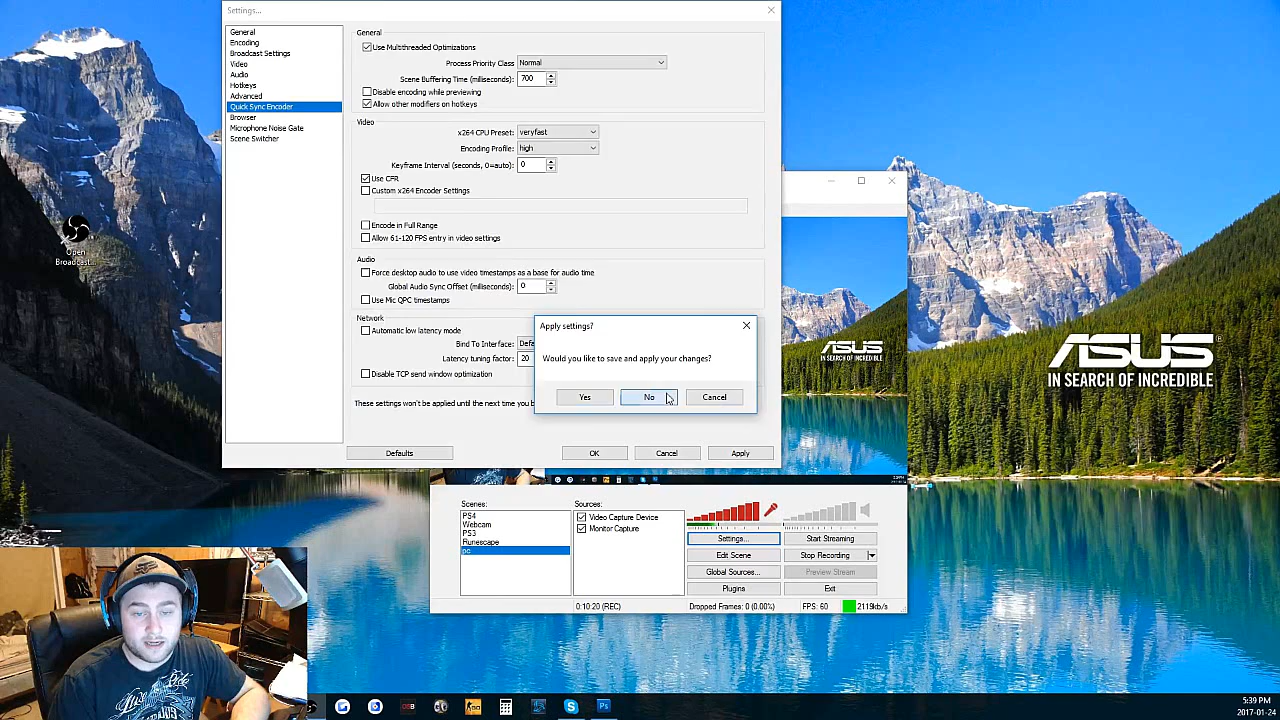 Settings...
General
Encoding
Broadcast Settings
Video
Audio
Hotkeys
Advanced
Quick Sync Encoder
Browser
Microphone Noise Gate
Scene Switcher
General
Use Multithreaded Optimizations
Process Priority Class Normal
Scene Buffering Time (miliseconds): 700
Disable encoding while previewing
Allow other modifiers on hotkeys
Video
x264 CPU Preset: veryfast
Encoding Profile: high
Keyframe Interval (seconds, 0=auto): 0
Use CFR
Custom x264 Encoder Settings
Encode in Full Range
Allow 61-120 FPS entry in video settings
Audio
Force desktop audio to use video timestamps as a base for audio time
Global Audio Sync Offset (miliseconds): 0
Use Mic QPC timestamps
Network
Automatic low latency mode
Bind To Interface: Defa
Latency tuning factor: 20
Disable TCP send window optimization
These settings won't be applied until the next time you
Defaults OK Cancel Apply
Apply settings?
Would you like to save and apply your changes?
Yes No Cancel
Open
Broadcast...
ASUS
IN SEARCH OF INCREDIBLE
ASUS
IN SEARCH OF INCREDIBLE
Scenes: Sources:
PS4
Webcam
PS3
Runescape
pc
Video Capture Device
Monitor Capture
Settings... Start Streaming
Edit Scene Stop Recording
Global Sources... Preview Stream
Plugins Exit
0:10:20 (REC) Dropped Frames: 0 (0.00%) FPS: 60 2119kb/s
5:39 PM
2017-01-24